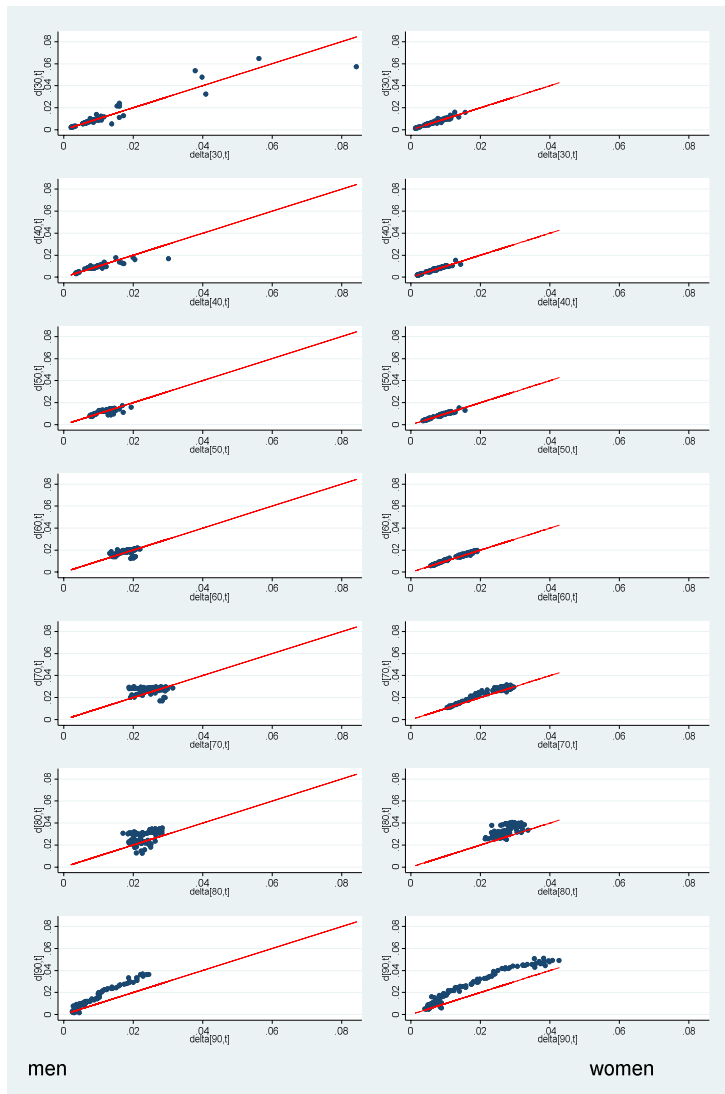 d[30,t]
0 .02 .04 .06 .08
0 .02 .04 .06 .08
delta[30,t]
d[30,t]
0 .02 .04 .06 .08
0 .02 .04 .06 .08
delta[30,t]
d[40,t]
0 .02 .04 .06 .08
0 .02 .04 .06 .08
delta[40,t]
d[40,t]
0 .02 .04 .06 .08
0 .02 .04 .06 .08
delta[40,t]
d[50,t]
0 .02 .04 .06 .08
0 .02 .04 .06 .08
delta[50,t]
d[50,t]
0 .02 .04 .06 .08
0 .02 .04 .06 .08
delta[50,t]
d[60,t]
0 .02 .04 .06 .08
0 .02 .04 .06 .08
delta[60,t]
d[60,t]
0 .02 .04 .06 .08
0 .02 .04 .06 .08
delta[60,t]
d[70,t]
0 .02 .04 .06 .08
0 .02 .04 .06 .08
delta[70,t]
d[70,t]
0 .02 .04 .06 .08
0 .02 .04 .06 .08
delta[70,t]
d[80,t]
0 .02 .04 .06 .08
0 .02 .04 .06 .08
delta[80,t]
d[80,t]
0 .02 .04 .06 .08
0 .02 .04 .06 .08
delta[80,t]
d[90,t]
0 .02 .04 .06 .08
0 .02 .04 .06 .08
delta[90,t]
d[90,t]
0 .02 .04 .06 .08
0 .02 .04 .06 .08
delta[90,t]
men
women